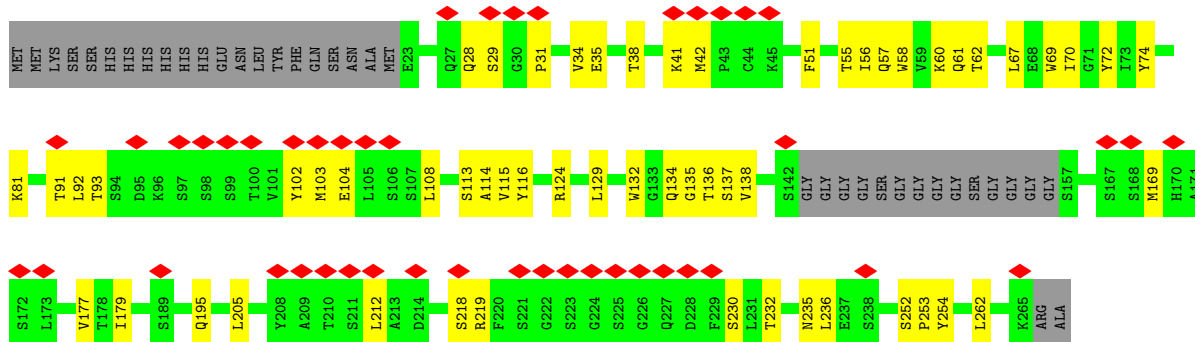 MET MET LYS SER SER HIS HIS HIS HIS HIS HIS GLU ASN LEU TYR PHE GLN SER ASN ALA MET E23 Q27 Q28 S29 G30 P31 V34 E35 T38 K41 M42 P43 C44 K45 F51 T55 I56 Q57 W58 V59 K60 Q61 T62 L67 E68 W69 I70 G71 Y72 I73 Y74
K81 T91 L92 T93 S94 D95 K96 S97 S98 S99 T100 V101 Y102 M103 E104 L105 S106 S107 L108 S113 A114 V115 Y116 R124 L129 W132 G133 Q134 G135 T136 S137 V138 S142 GLY GLY GLY GLY SER GLY GLY GLY GLY SER GLY GLY GLY GLY S157 S167 S168 M169 H170 A171
S172 L173 V177 T178 I179 S189 Q195 L205 Y208 A209 T210 S211 L212 A213 D214 S218 R219 F220 S221 G222 S223 G224 S225 G226 Q227 D228 F229 S230 L231 T232 N235 L236 E237 S238 S252 P253 Y254 L262 K265 ARG ALA